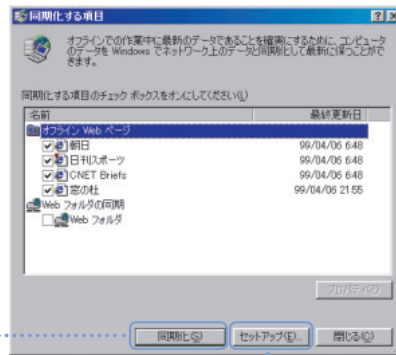 同期化する項目
オフラインでの作業中に最新のデータであることを確実にするために、コンピュータ
のデータを Windows でネットワーク上のデータと同期化して最新に保つことがで
きます。
同期化する項目のチェック ボックスをオンにしてください(L)
名前 最終更新日
オフライン Web ページ
朝日 99/04/06 6:48
日刊スポーツ 99/04/06 6:48
CNET Briefs 99/04/06 6:48
窓の杜 99/04/06 21:55
Web フォルダの同期
Web フォルダ
プロパティ(R)
同期化(S) セットアップ(E)... 閉じる(C)